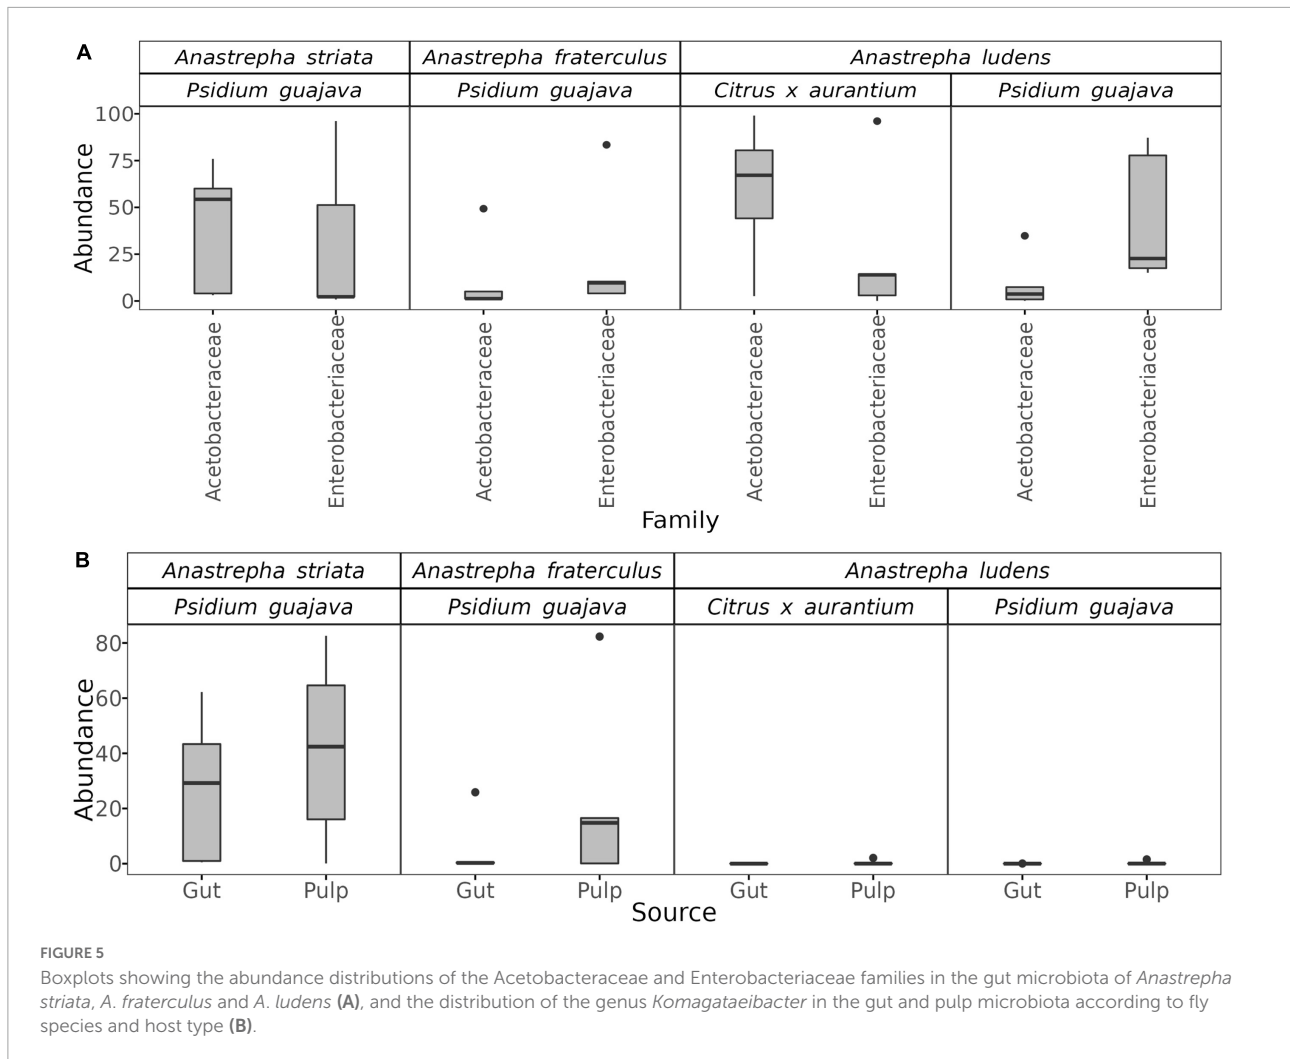 A
Anastrepha striata Anastrepha fraterculus Anastrepha ludens
Psidium guajava Psidium guajava Citrus x aurantium Psidium guajava
100
75
50
25
0
Abundance
Acetobacteraceae Enterobacteriaceae Acetobacteraceae Enterobacteriaceae Acetobacteraceae Enterobacteriaceae Acetobacteraceae Enterobacteriaceae
Family
B
Anastrepha striata Anastrepha fraterculus Anastrepha ludens
Psidium guajava Psidium guajava Citrus x aurantium Psidium guajava
80
60
40
20
0
Abundance
Gut Pulp Gut Pulp Gut Pulp Gut Pulp
Source
FIGURE 5
Boxplots showing the abundance distributions of the Acetobacteraceae and Enterobacteriaceae families in the gut microbiota of Anastrepha
striata, A. fraterculus and A. ludens (A), and the distribution of the genus Komagataeibacter in the gut and pulp microbiota according to fly
species and host type (B).